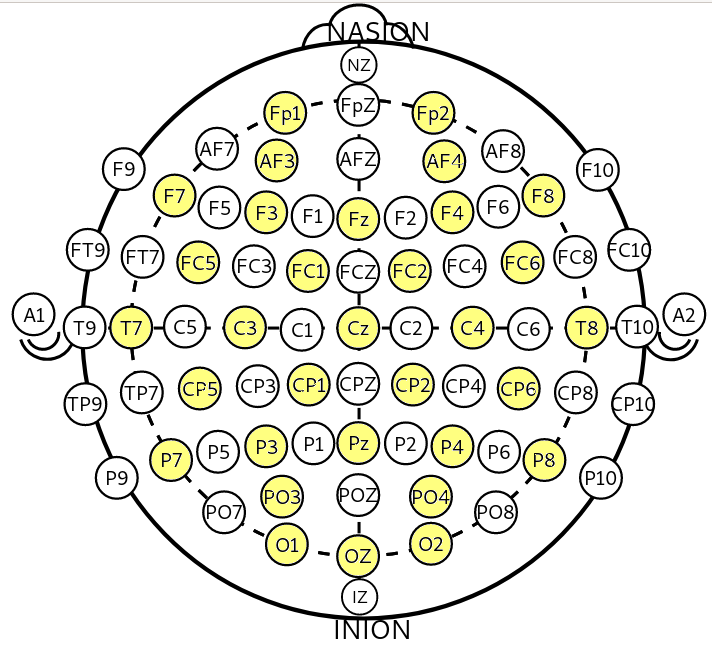 NASION
NZ
Fp1 FpZ Fp2
AF7 AF3 AFZ AF4 AF8
F9 F10
F7 F5 F3 F1 Fz F2 F4 F6 F8
FT9 FT7 FC5 FC3 FC1 FCZ FC2 FC4 FC6 FC8 FC10
A1 T9 T7 C5 C3 C1 Cz C2 C4 C6 T8 T10 A2
TP9 TP7 CP5 CP3 CP1 CPZ CP2 CP4 CP6 CP8 CP10
P7 P5 P3 P1 Pz P2 P4 P6 P8
P9 P10
PO7 PO3 POZ PO4 PO8
O1 OZ O2
IZ
INION